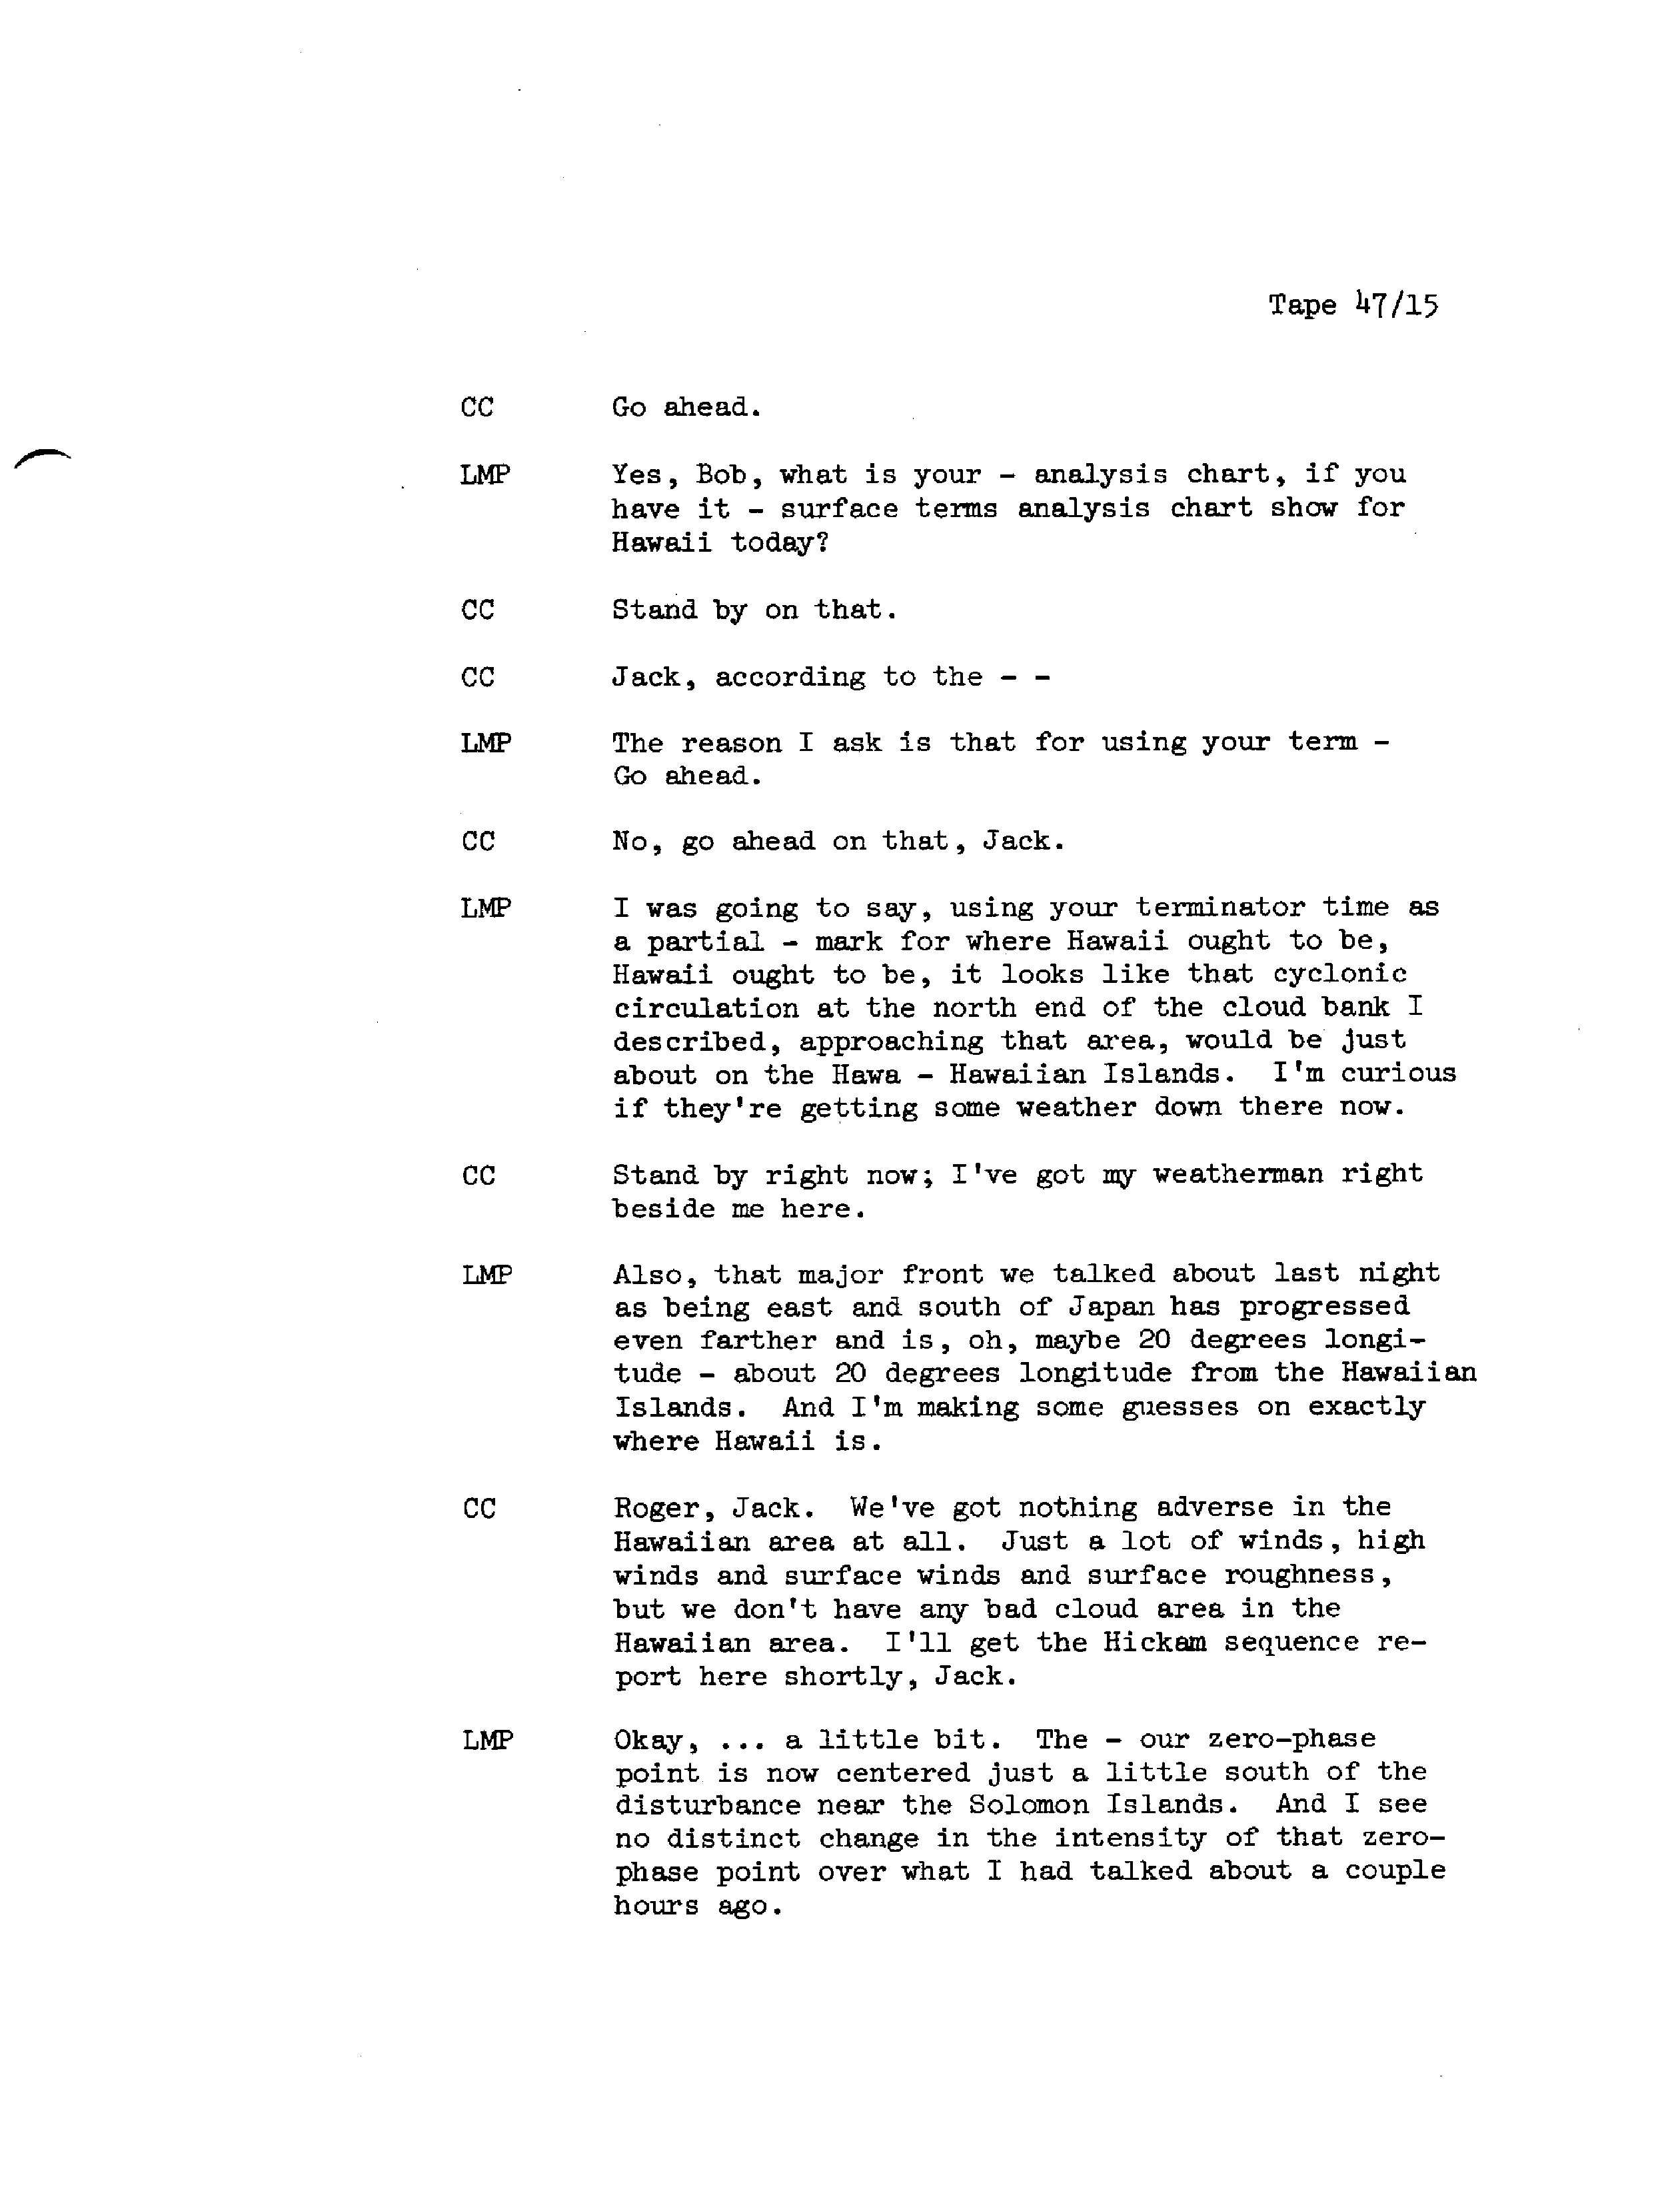 Tape 47/15
CC Go ahead.
LMP Yes, Bob, what is your - analysis chart, if you
have it - surface terms analysis chart show for
Hawaii today?
CC Stand by on that.
CC Jack, according to the - -
LMP The reason I ask is that for using your term -
Go ahead.
CC No, go ahead on that, Jack.
LMP I was going to say, using your terminator time as
a partial - mark for where Hawaii ought to be,
Hawaii ought to be, it looks like that cyclonic
circulation at the north end of the cloud bank I
described, approaching that area, would be just
about on the Hawa - Hawaiian Islands. I'm curious
if they're getting some weather down there now.
CC Stand by right now; I've got my weatherman right
beside me here.
LMP Also, that major front we talked about last night
as being east and south of Japan has progressed
even farther and is, oh, maybe 20 degrees longi-
tude - about 20 degrees longitude from the Hawaiian
Islands. And I'm making some guesses on exactly
where Hawaii is.
CC Roger, Jack. We've got nothing adverse in the
Hawaiian area at all. Just a lot of winds, high
winds and surface winds and surface roughness,
but we don't have any bad cloud area in the
Hawaiian area. I'll get the Hickam sequence re-
port here shortly, Jack.
LMP Okay, ... a little bit. The - our zero-phase
point is now centered just a little south of the
disturbance near the Solomon Islands. And I see
no distinct change in the intensity of that zero-
phase point over what I had talked about a couple
hours ago.